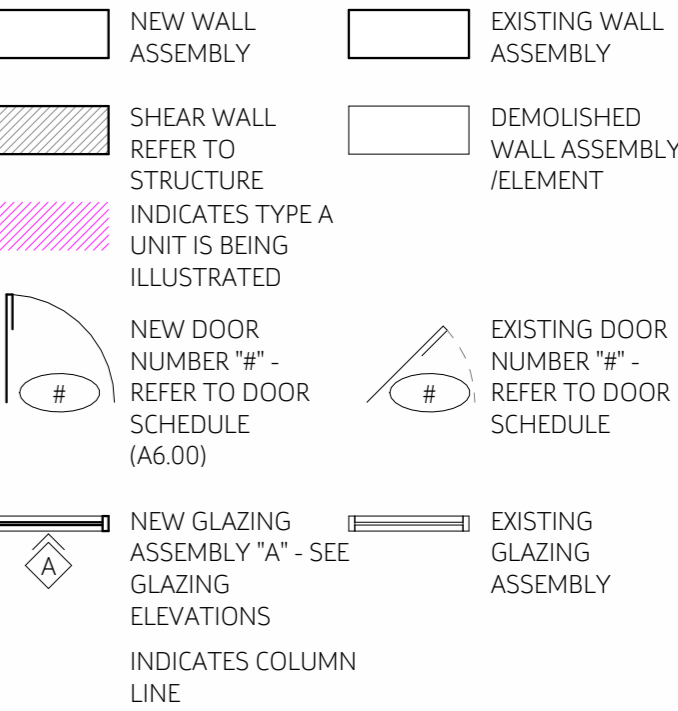 NEW WALL
ASSEMBLY
EXISTING WALL
ASSEMBLY
SHEAR WALL
REFER TO
STRUCTURE
DEMOLISHED
WALL ASSEMBLY
/ELEMENT
INDICATES TYPE A
UNIT IS BEING
ILLUSTRATED
#
NEW DOOR
NUMBER "#" -
REFER TO DOOR
SCHEDULE
(A6.00)
#
EXISTING DOOR
NUMBER "#" -
REFER TO DOOR
SCHEDULE
A
NEW GLAZING
ASSEMBLY "A" - SEE
GLAZING
ELEVATIONS
EXISTING
GLAZING
ASSEMBLY
INDICATES COLUMN
LINE